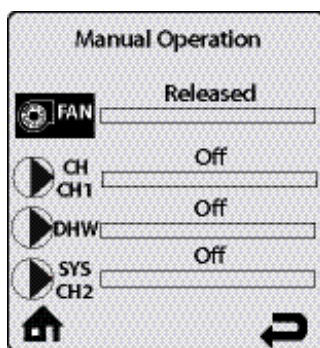 Manual Operation
Released
FAN
Off
CH
CH1
Off
DHW
Off
SYS
CH2